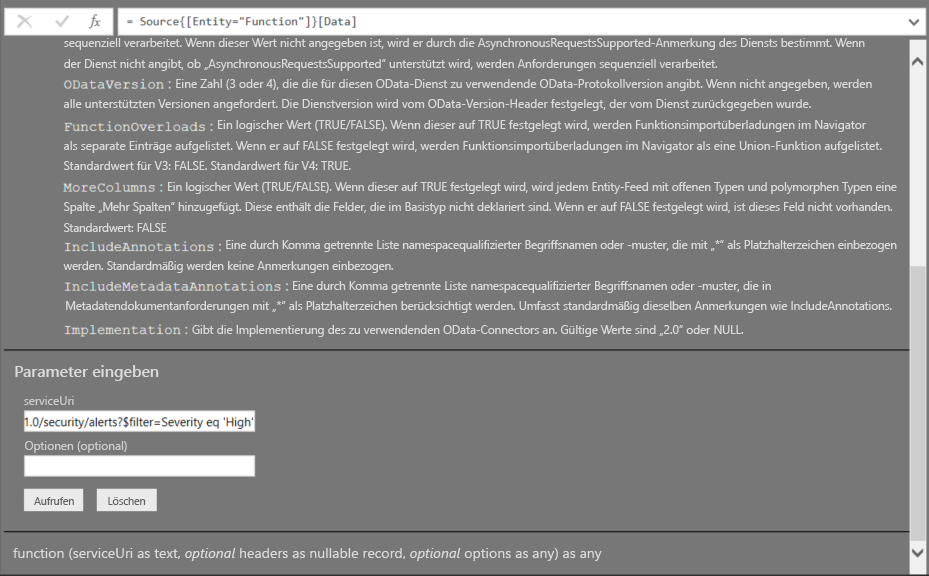 fx = Source{[Entity="Function"]}[Data]
sequenziell verarbeitet. Wenn dieser Wert nicht angegeben ist, wird er durch die AsynchronousRequestsSupported-Anmerkung des Diensts bestimmt. Wenn
der Dienst nicht angibt, ob „AsynchronousRequestsSupported“ unterstützt wird, werden Anforderungen sequenziell verarbeitet.
ODataVersion : Eine Zahl (3 oder 4), die die für diesen OData-Dienst zu verwendende OData-Protokollversion angibt. Wenn nicht angegeben, werden
alle unterstützten Versionen angefordert. Die Dienstversion wird vom OData-Version-Header festgelegt, der vom Dienst zurückgegeben wurde.
FunctionOverloads : Ein logischer Wert (TRUE/FALSE). Wenn dieser auf TRUE festgelegt wird, werden Funktionsimportüberladungen im Navigator
als separate Einträge aufgelistet. Wenn er auf FALSE festgelegt wird, werden Funktionsimportüberladungen im Navigator als eine Union-Funktion aufgelistet.
Standardwert für V3: FALSE. Standardwert für V4: TRUE.
MoreColumns : Ein logischer Wert (TRUE/FALSE). Wenn dieser auf TRUE festgelegt wird, wird jedem Entity-Feed mit offenen Typen und polymorphen Typen eine
Spalte „Mehr Spalten“ hinzugefügt. Diese enthält die Felder, die im Basistyp nicht deklariert sind. Wenn er auf FALSE festgelegt wird, ist dieses Feld nicht vorhanden.
Standardwert: FALSE
IncludeAnnotations : Eine durch Komma getrennte Liste namespacequalifizierter Begriffsnamen oder -muster, die mit „*“ als Platzhalterzeichen einbezogen
werden. Standardmäßig werden keine Anmerkungen einbezogen.
IncludeMetadataAnnotations : Eine durch Komma getrennte Liste namespacequalifizierter Begriffsnamen oder -muster, die in
Metadatendokumentanforderungen mit „*“ als Platzhalterzeichen berücksichtigt werden. Umfasst standardmäßig dieselben Anmerkungen wie IncludeAnnotations.
Implementation : Gibt die Implementierung des zu verwendenden OData-Connectors an. Gültige Werte sind „2.0“ oder NULL.
Parameter eingeben
serviceUri
1.0/security/alerts?$filter=Severity eq 'High'
Optionen (optional)
Aufrufen Löschen
function (serviceUri as text, optional headers as nullable record, optional options as any) as any